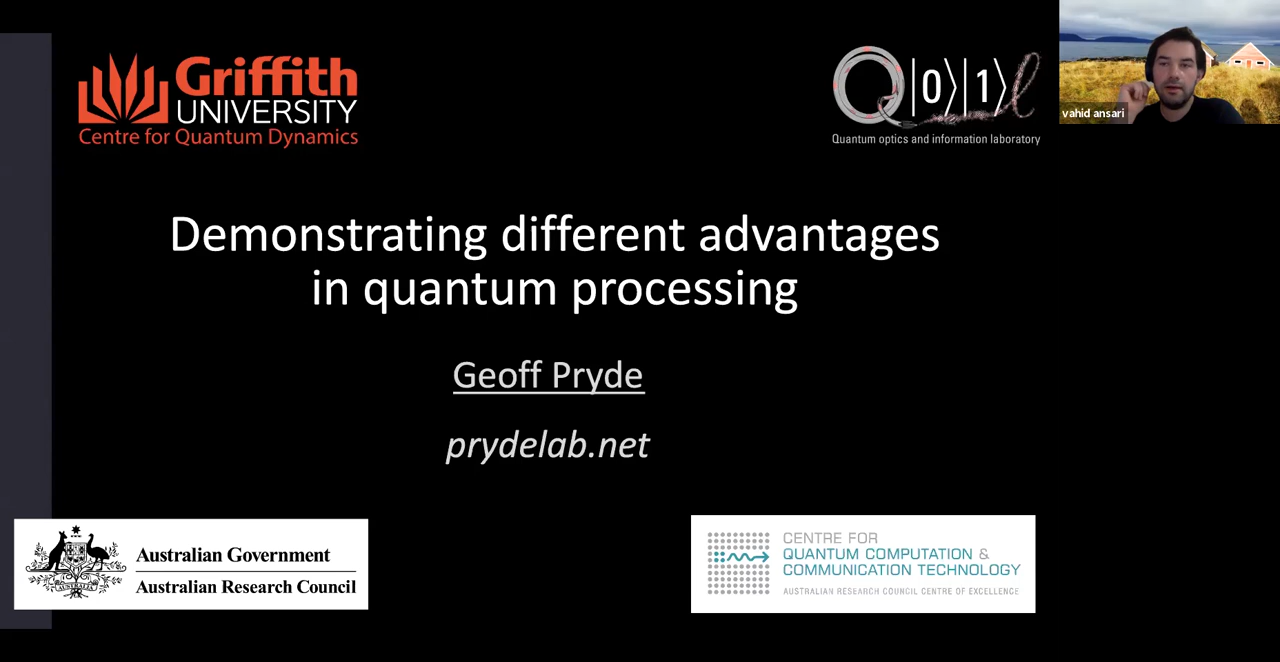 Griffith
UNIVERSITY
Centre for Quantum Dynamics
Q|0⟩|1⟩l
Quantum optics and information laboratory
vahid ansari
Demonstrating different advantages
in quantum processing
Geoff Pryde
prydelab.net
Australian Government
Australian Research Council
CENTRE FOR
QUANTUM COMPUTATION &
COMMUNICATION TECHNOLOGY
AUSTRALIAN RESEARCH COUNCIL CENTRE OF EXCELLENCE
AUSTRALIA